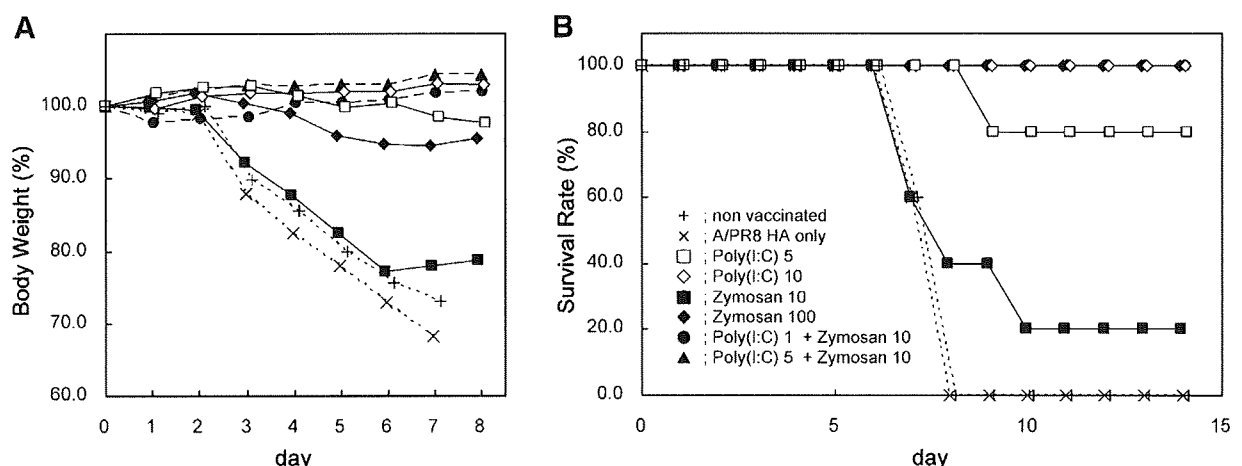 A
Body Weight (%)
100.0
90.0
80.0
70.0
60.0
0 1 2 3 4 5 6 7 8
day
B
Survival Rate (%)
100.0
80.0
60.0
40.0
20.0
0.0
; non vaccinated
; A/PR8 HA only
; Poly(I:C) 5
; Poly(I:C) 10
; Zymosan 10
; Zymosan 100
; Poly(I:C) 1 + Zymosan 10
; Poly(I:C) 5 + Zymosan 10
0 5 10 15
day